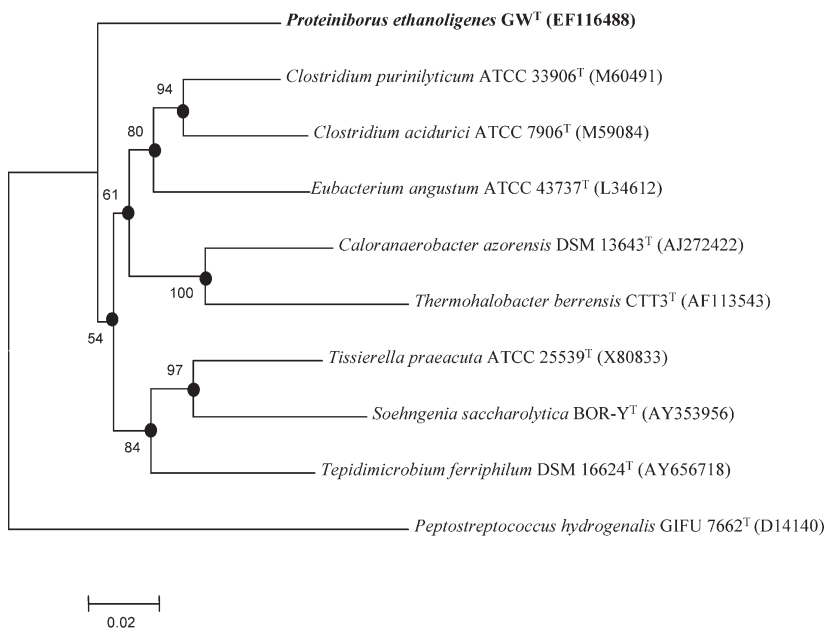 Proteiniborus ethanoligenes GWᵀ (EF116488)
Clostridium purinilyticum ATCC 33906ᵀ (M60491)
94
Clostridium acidurici ATCC 7906ᵀ (M59084)
80
Eubacterium angustum ATCC 43737ᵀ (L34612)
61
Caloranaerobacter azorensis DSM 13643ᵀ (AJ272422)
100
Thermohalobacter berrensis CTT3ᵀ (AF113543)
54
Tissierella praeacuta ATCC 25539ᵀ (X80833)
97
Soehngenia saccharolytica BOR-Yᵀ (AY353956)
84
Tepidimicrobium ferriphilum DSM 16624ᵀ (AY656718)
Peptostreptococcus hydrogenalis GIFU 7662ᵀ (D14140)
0.02